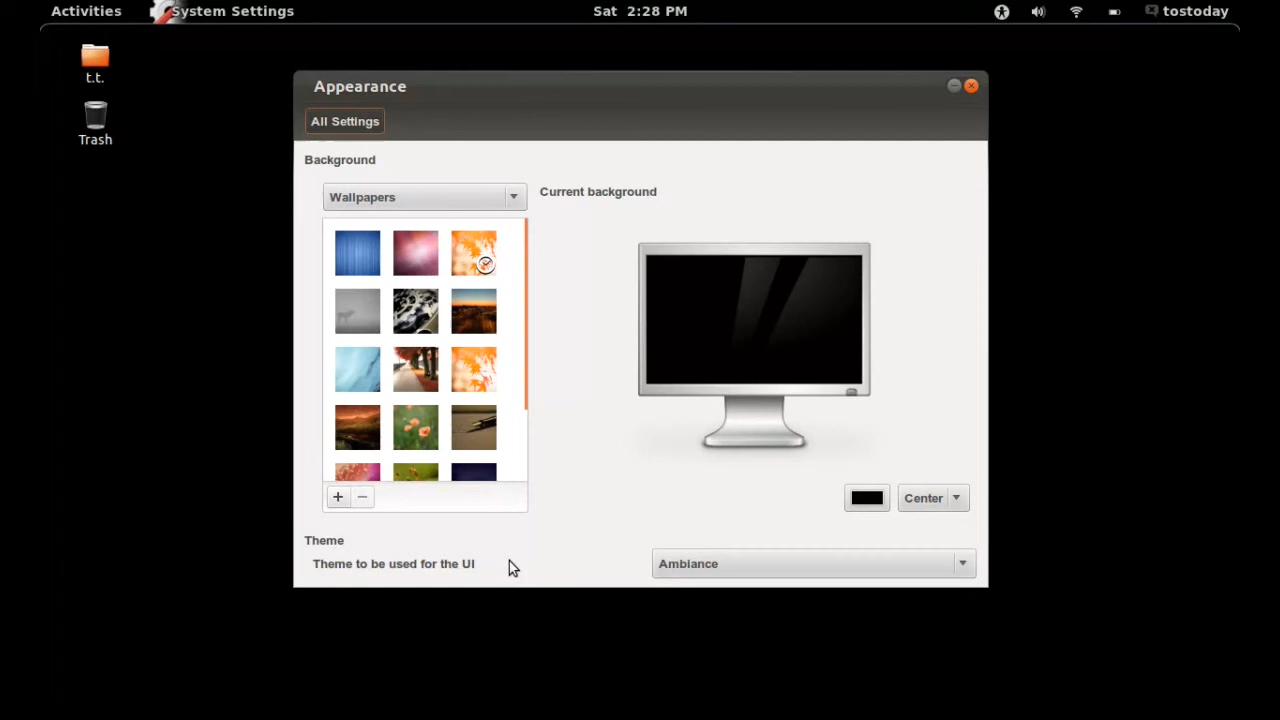 Activities System Settings Sat 2:28 PM tostoday
t.t.
Trash
Appearance
All Settings
Background
Wallpapers
Current background
Center
Theme
Theme to be used for the UI
Ambiance